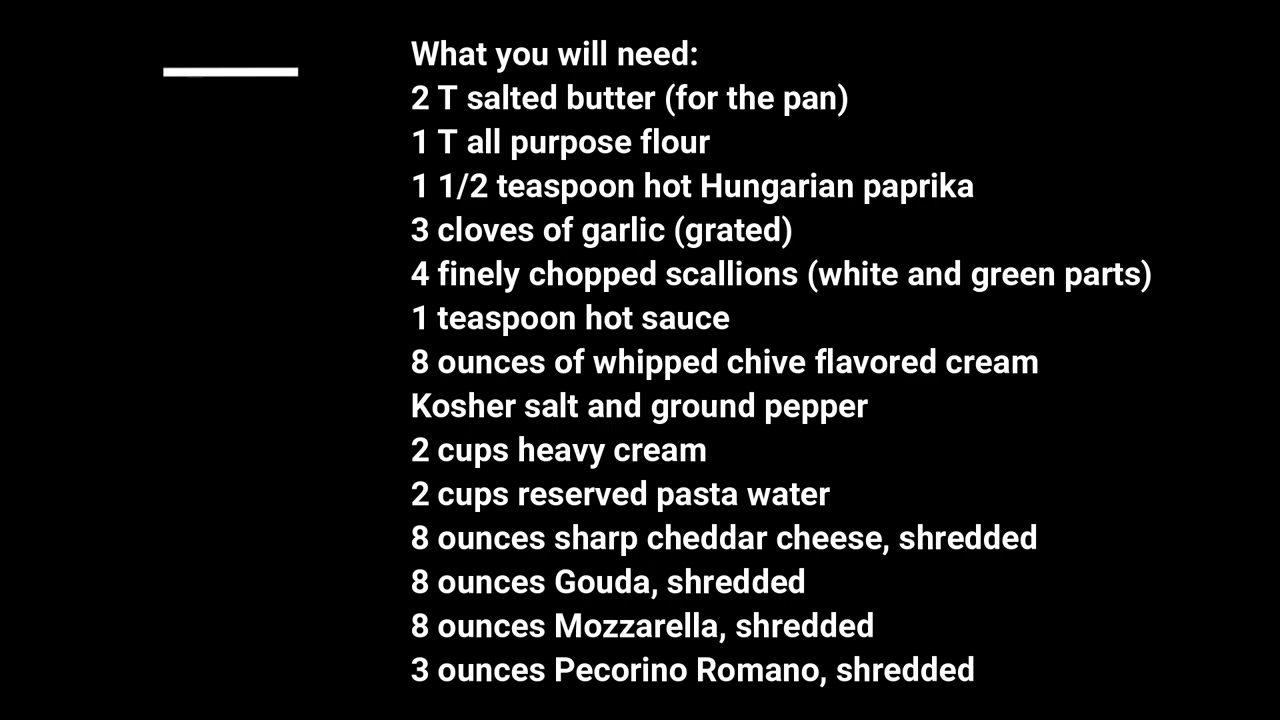 What you will need:
2 T salted butter (for the pan)
1 T all purpose flour
1 1/2 teaspoon hot Hungarian paprika
3 cloves of garlic (grated)
4 finely chopped scallions (white and green parts)
1 teaspoon hot sauce
8 ounces of whipped chive flavored cream
Kosher salt and ground pepper
2 cups heavy cream
2 cups reserved pasta water
8 ounces sharp cheddar cheese, shredded
8 ounces Gouda, shredded
8 ounces Mozzarella, shredded
3 ounces Pecorino Romano, shredded